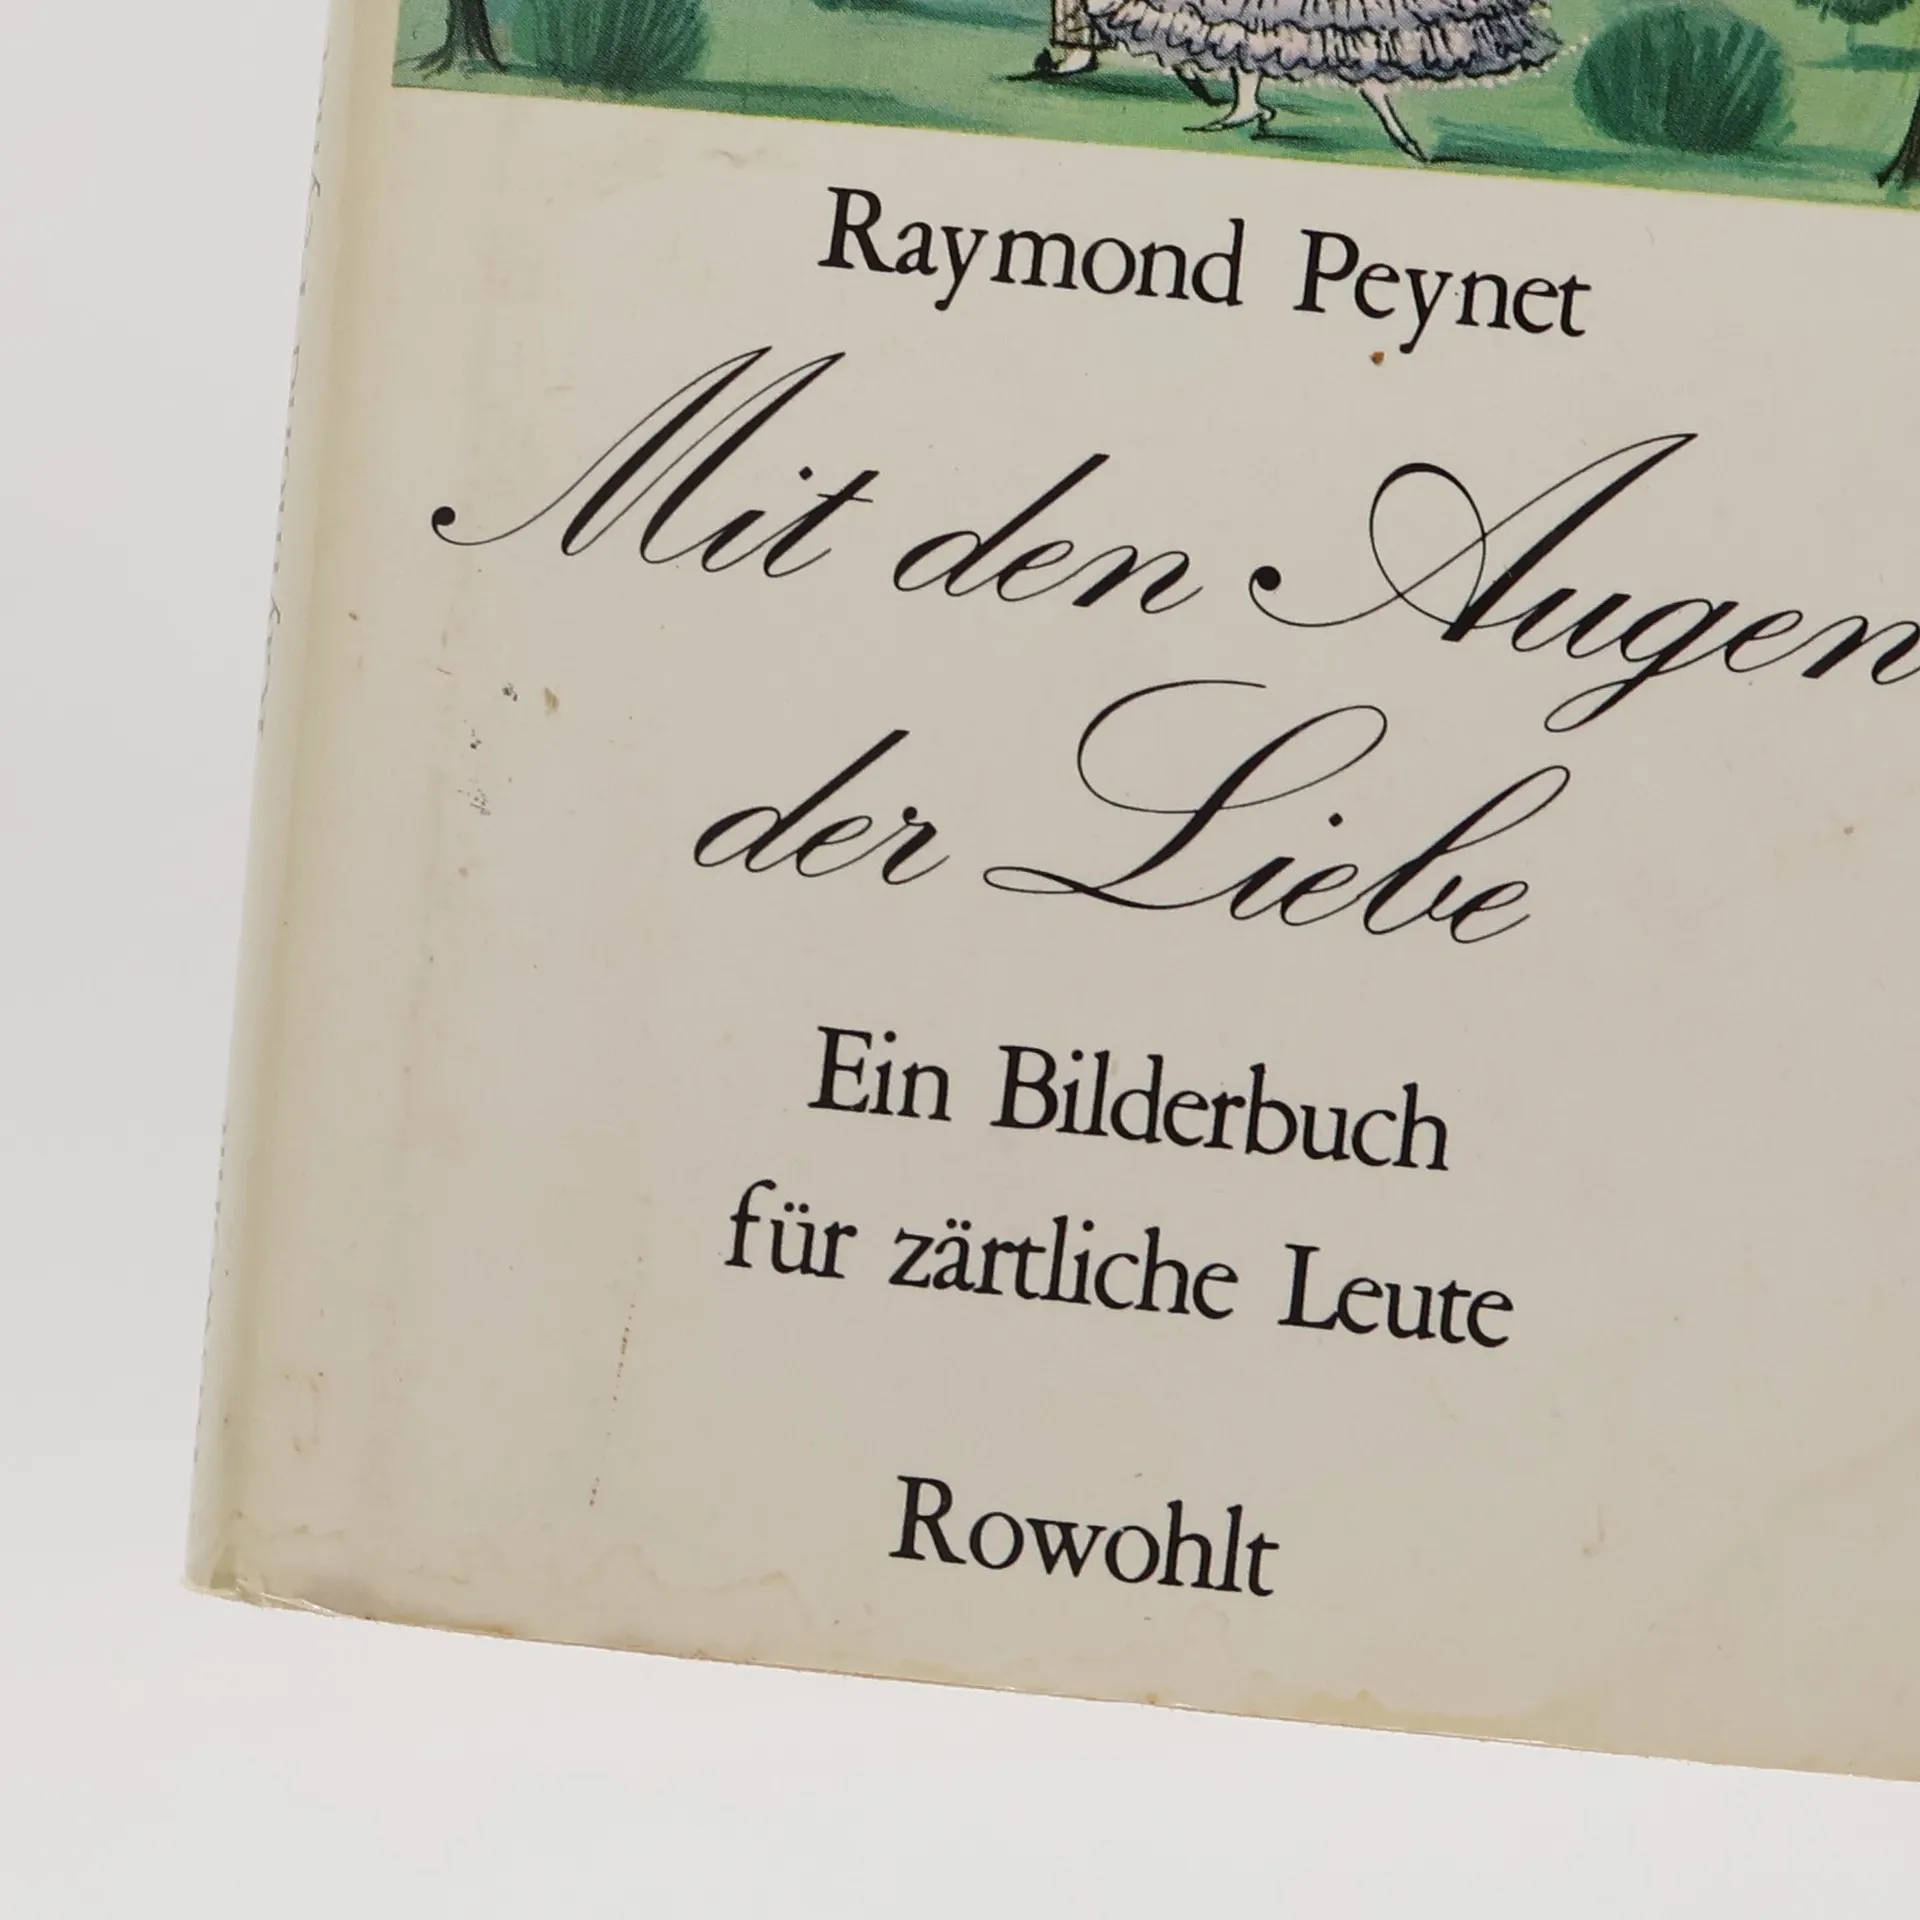 Raymond Peynet
Mit den Augen
der Liebe
Ein Bilderbuch
für zärtliche Leute
Rowohlt